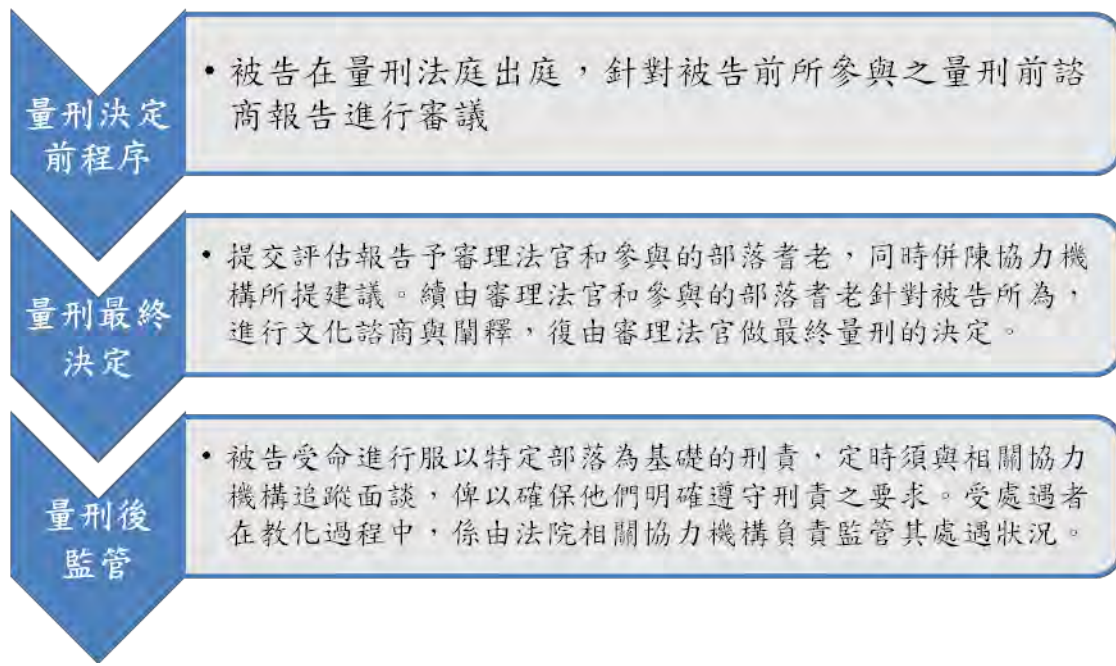 量刑決定
前程序
• 被告在量刑法庭出庭，針對被告前所參與之量刑前諮
商報告進行審議
量刑最終
決定
• 提交評估報告予審理法官和參與的部落耆老，同時併陳協力機
構所提建議。續由審理法官和參與的部落耆老針對被告所為，
進行文化諮商與闡釋，復由審理法官做最終量刑的決定。
量刑後
監管
• 被告受命進行服以特定部落為基礎的刑責，定時須與相關協力
機構追蹤面談，俾以確保他們明確遵守刑責之要求。受處遇者
在教化過程中，係由法院相關協力機構負責監管其處遇狀況。